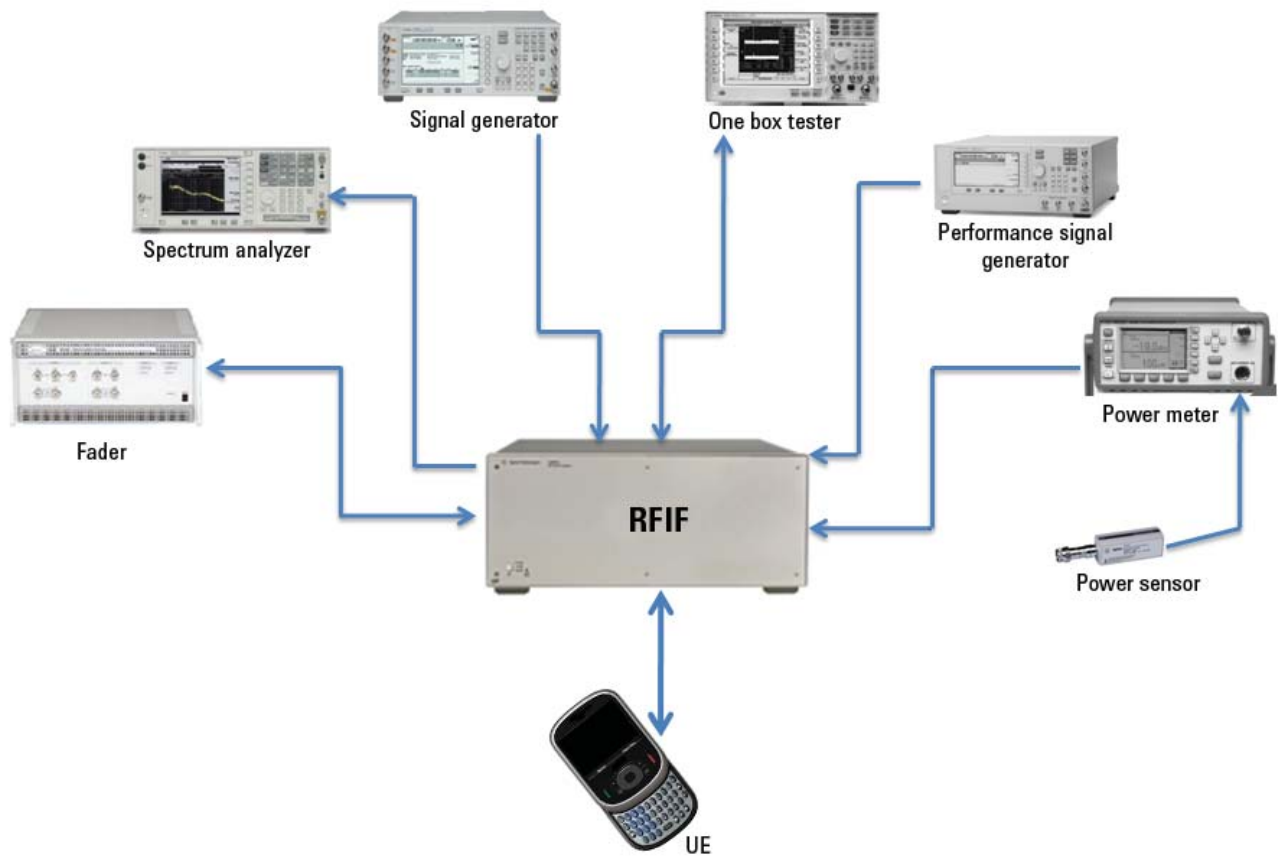 Signal generator
One box tester
Spectrum analyzer
Performance signal
generator
Fader
Power meter
RFIF
Power sensor
UE